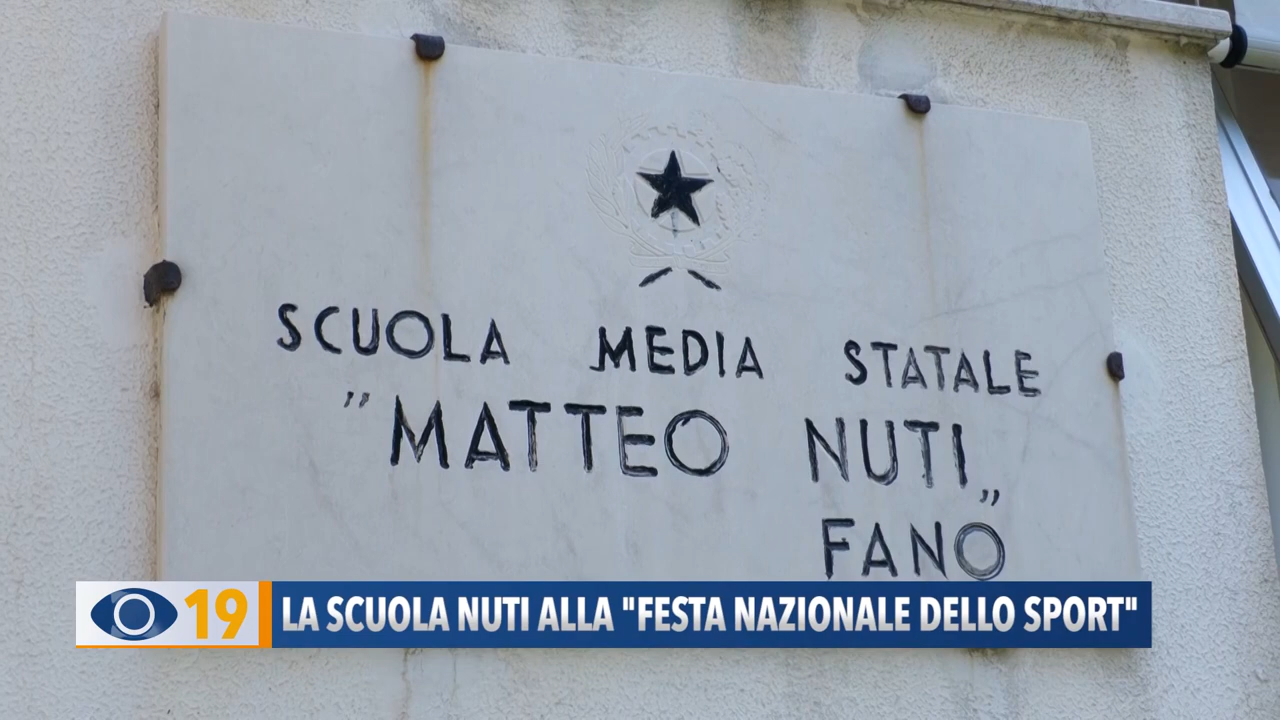 SCUOLA MEDIA STATALE
"MATTEO NUTI„
FANO
19 LA SCUOLA NUTI ALLA "FESTA NAZIONALE DELLO SPORT"